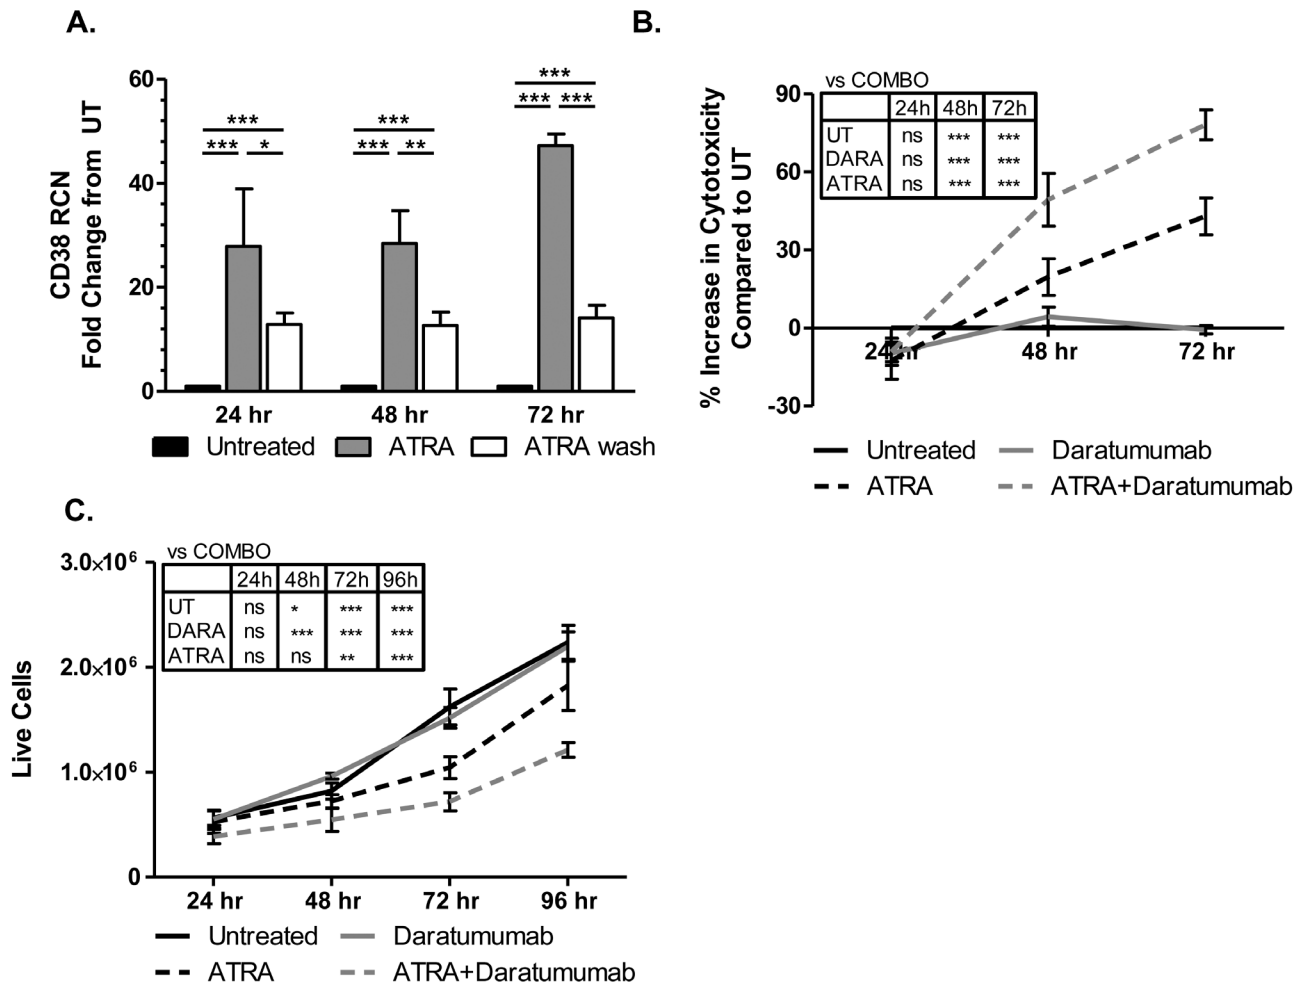 A.
CD38 RCN
Fold Change from UT
60
40
20
0
*** *** *
*** *** **
*** *** ***
24 hr 48 hr 72 hr
Untreated ATRA ATRA wash
B.
% Increase in Cytotoxicity
Compared to UT
90
60
30
0
-30
vs COMBO
24h 48h 72h
UT ns *** ***
DARA ns *** ***
ATRA ns *** ***
24 hr 48 hr 72 hr
Untreated Daratumumab
ATRA ATRA+Daratumumab
C.
Live Cells
3.0×10⁶
2.0×10⁶
1.0×10⁶
0
vs COMBO
24h 48h 72h 96h
UT ns * *** ***
DARA ns *** *** ***
ATRA ns ns ** ***
24 hr 48 hr 72 hr 96 hr
Untreated Daratumumab
ATRA ATRA+Daratumumab